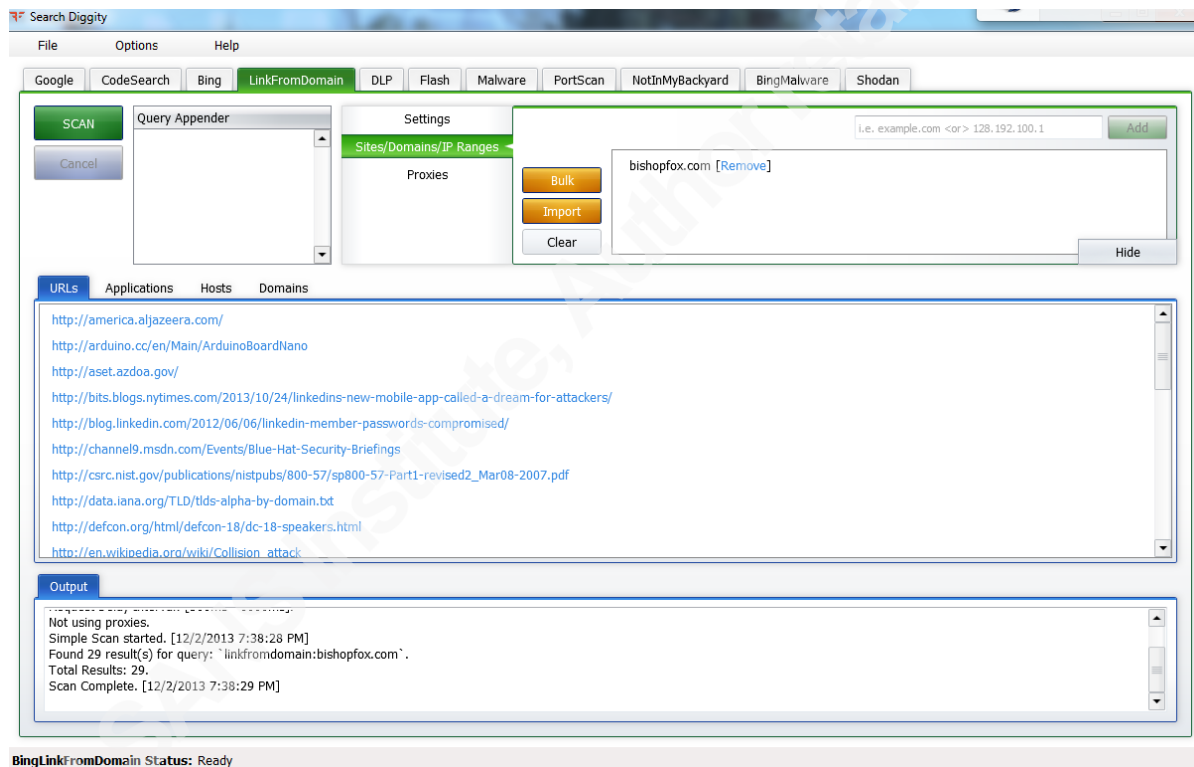 Search Diggity
File Options Help
Google CodeSearch Bing LinkFromDomain DLP Flash Malware PortScan NotInMyBackyard BingMalware Shodan
SCAN
Cancel
Query Appender
Settings
Sites/Domains/IP Ranges
Proxies
i.e. example.com <or> 128.192.100.1 Add
Bulk
Import
Clear
bishopfox.com [Remove]
Hide
URLs Applications Hosts Domains
http://america.aljazeera.com/
http://arduino.cc/en/Main/ArduinoBoardNano
http://aset.azdoa.gov/
http://bits.blogs.nytimes.com/2013/10/24/linkedins-new-mobile-app-called-a-dream-for-attackers/
http://blog.linkedin.com/2012/06/06/linkedin-member-passwords-compromised/
http://channel9.msdn.com/Events/Blue-Hat-Security-Briefings
http://csrc.nist.gov/publications/nistpubs/800-57/sp800-57-Part1-revised2_Mar08-2007.pdf
http://data.iana.org/TLD/tlds-alpha-by-domain.txt
http://defcon.org/html/defcon-18/dc-18-speakers.html
http://en.wikipedia.org/wiki/Collision_attack
Output
Not using proxies.
Simple Scan started. [12/2/2013 7:38:28 PM]
Found 29 result(s) for query: `linkfromdomain:bishopfox.com`.
Total Results: 29.
Scan Complete. [12/2/2013 7:38:29 PM]
BingLinkFromDomain Status: Ready
SANS Institute, Author